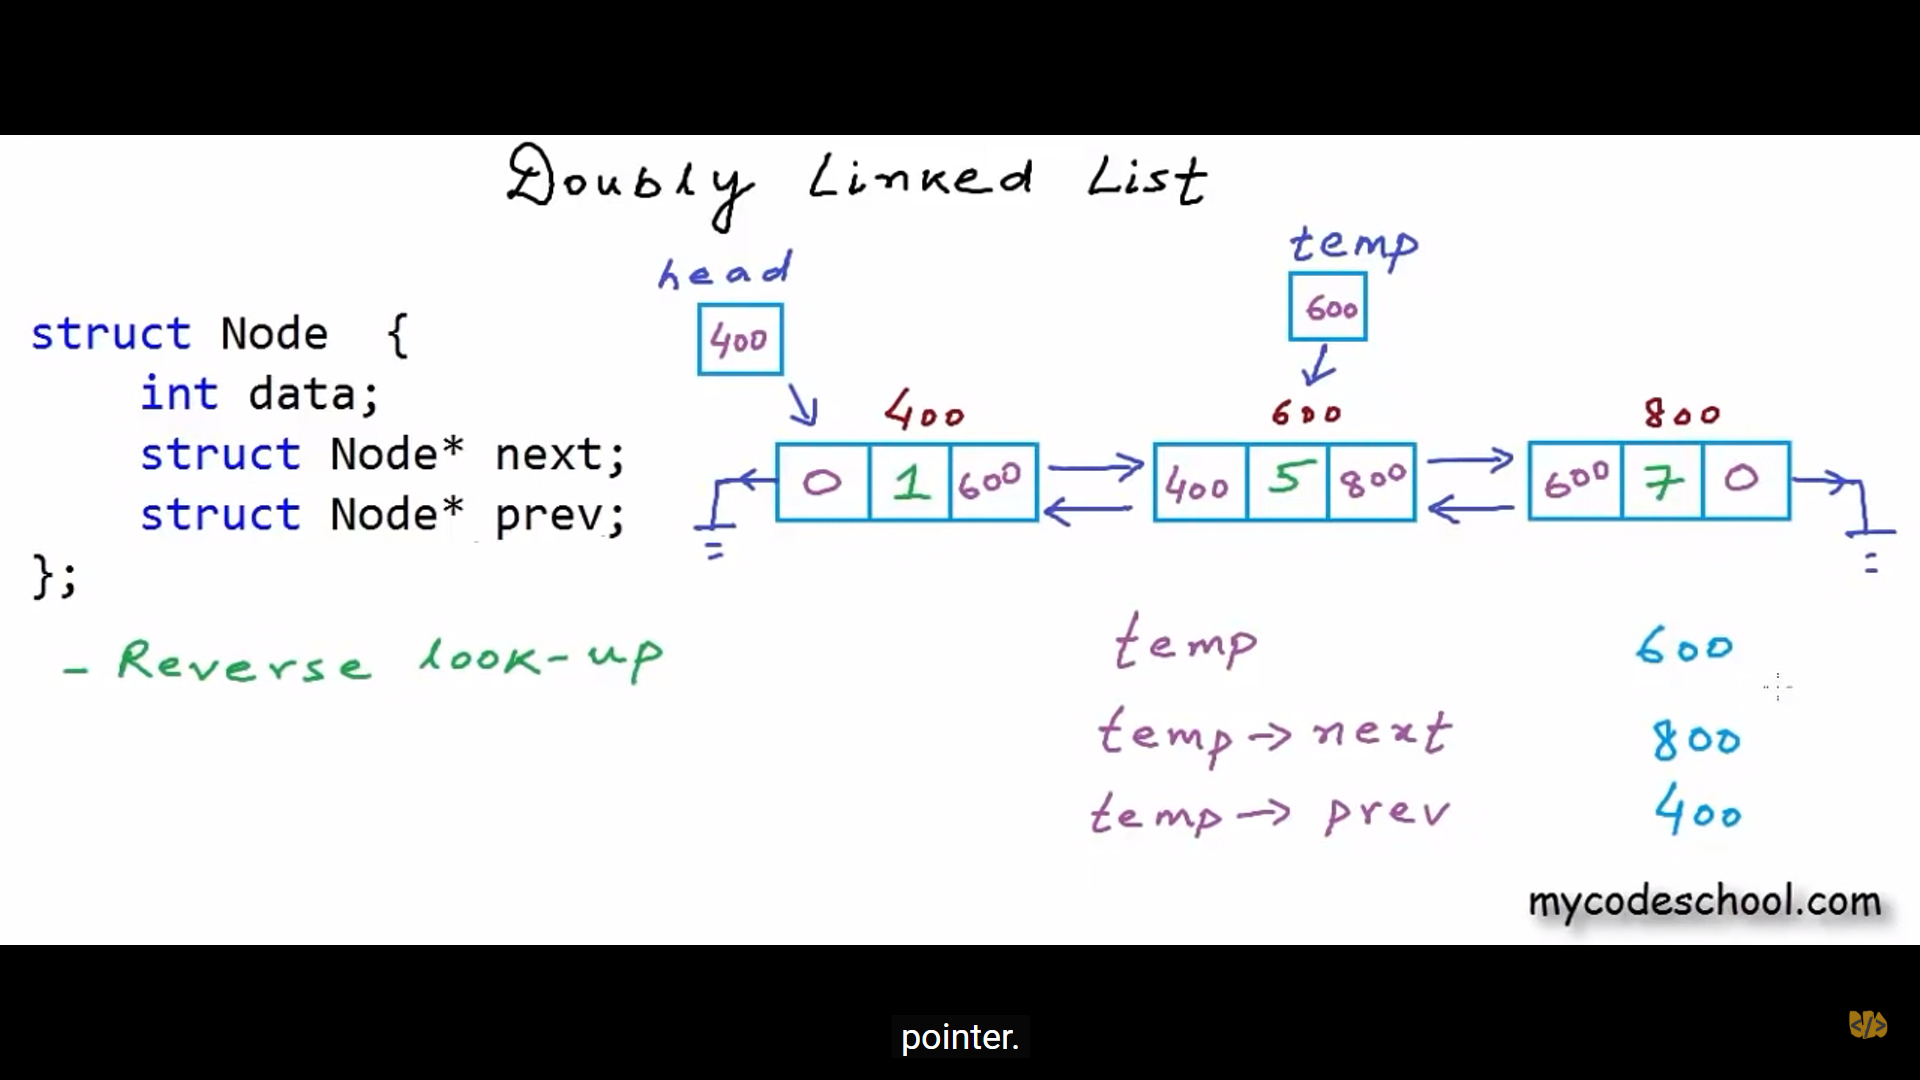 Doubly Linked List
head
temp
400
600
struct Node {
int data;
struct Node* next;
struct Node* prev;
};
400
600
800
0 1 600
400 5 800
600 7 0
- Reverse look-up
temp 600
temp -> next 800
temp -> prev 400
mycodeschool.com
pointer.